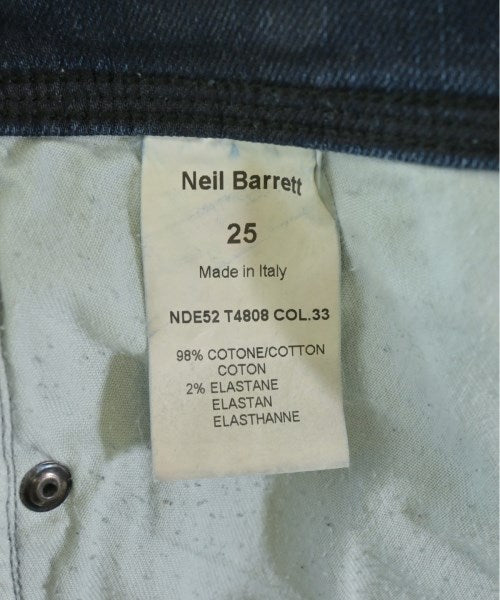 Neil Barrett
25
Made in Italy
NDE52 T4808 COL.33
98% COTONE/COTTON
COTON
2% ELASTANE
ELASTAN
ELASTHANNE